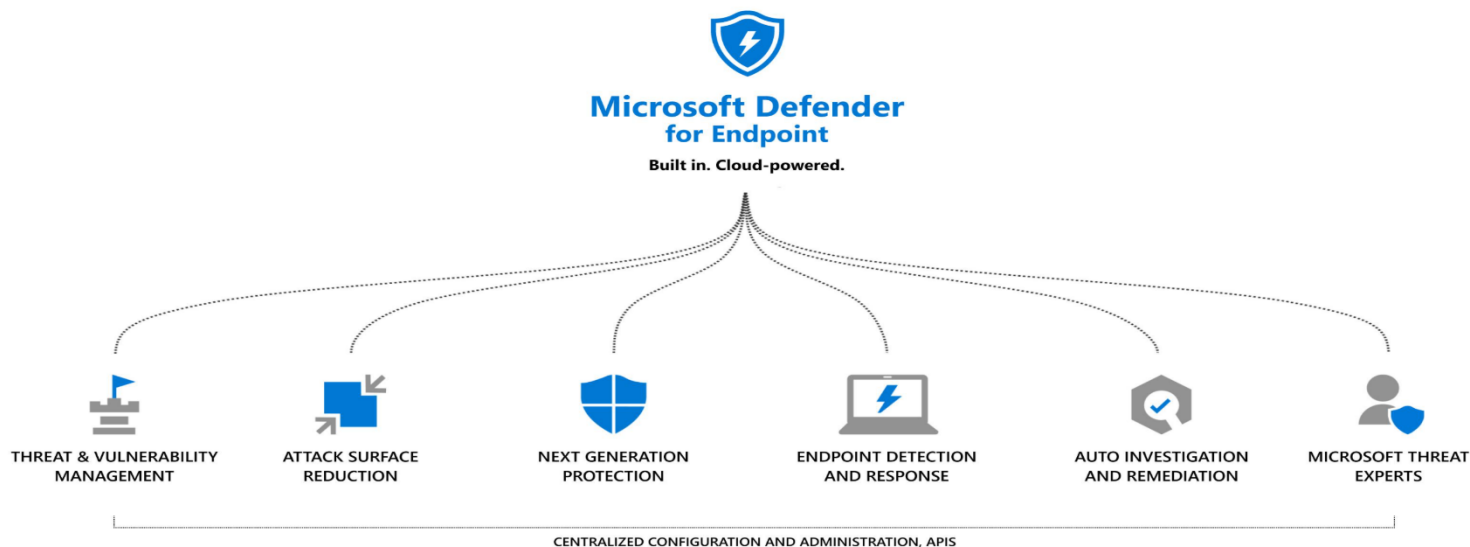 Microsoft Defender
for Endpoint
Built in. Cloud-powered.
THREAT & VULNERABILITY
MANAGEMENT
ATTACK SURFACE
REDUCTION
NEXT GENERATION
PROTECTION
ENDPOINT DETECTION
AND RESPONSE
AUTO INVESTIGATION
AND REMEDIATION
MICROSOFT THREAT
EXPERTS
CENTRALIZED CONFIGURATION AND ADMINISTRATION, APIS